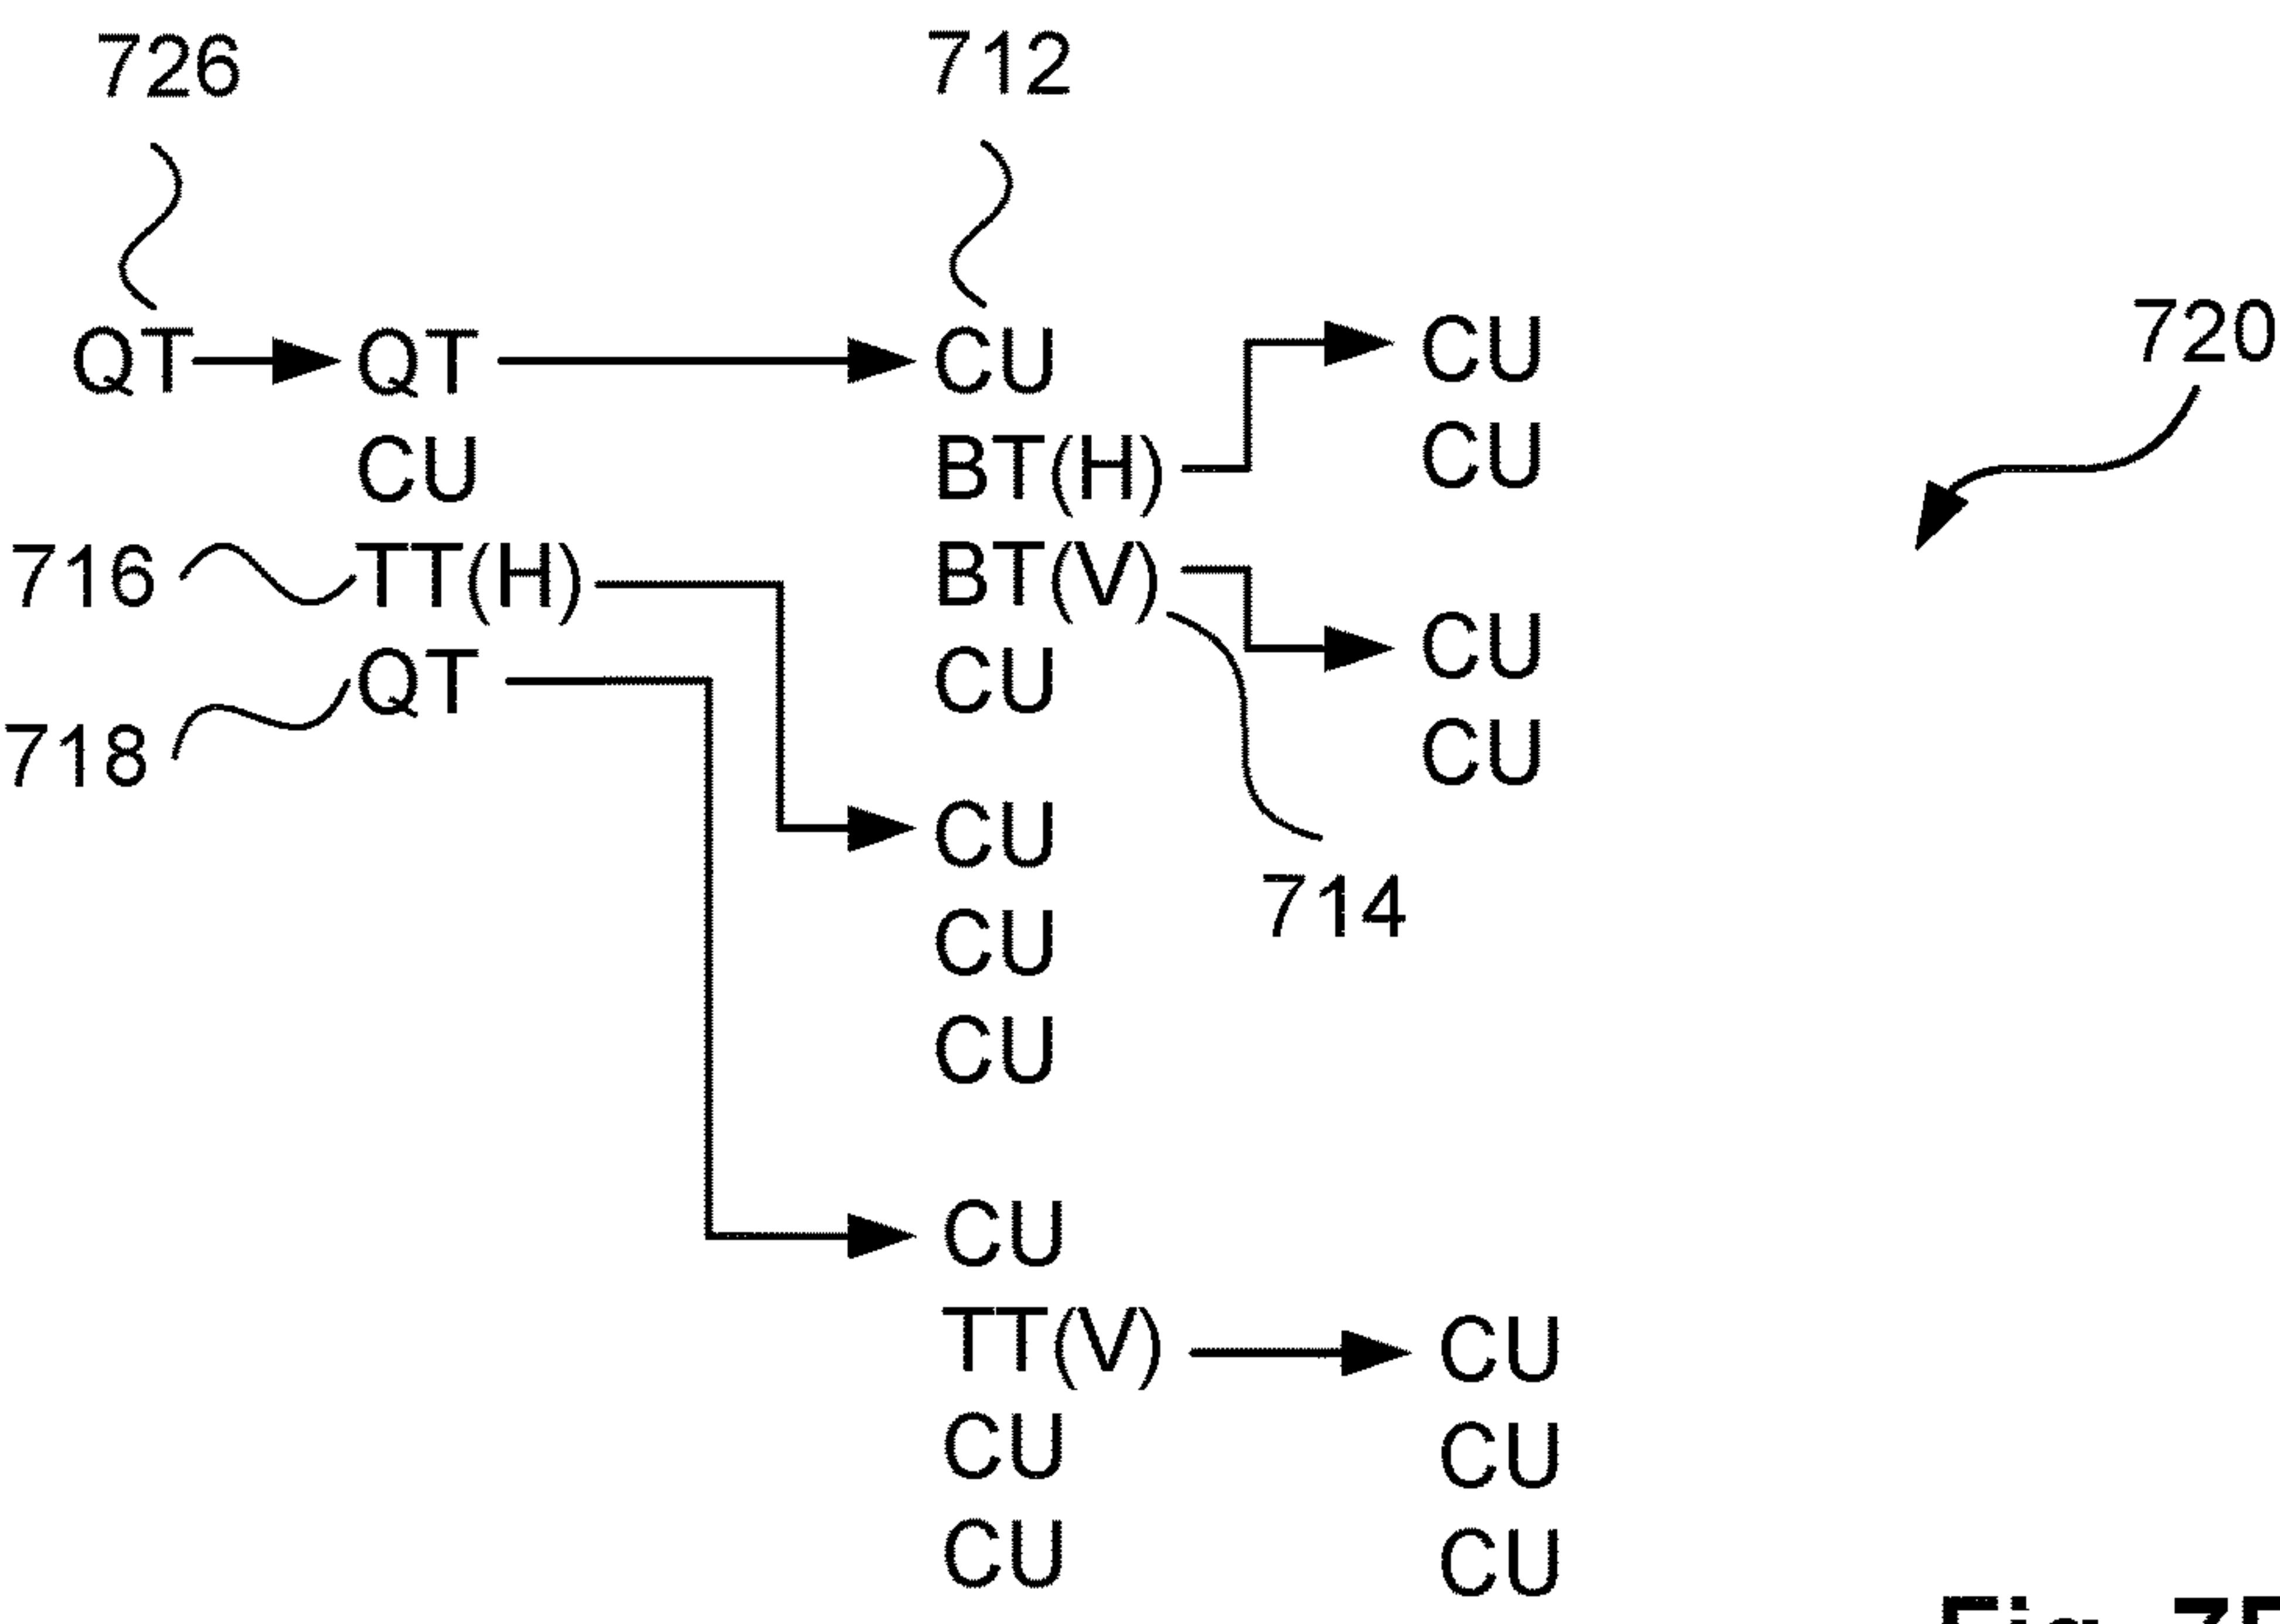 726 712
QT QT CU CU 720
CU BT(H) CU
716 TT(H) BT(V)
718 QT CU CU
CU
CU 714
CU
CU
CU
TT(V) CU
CU CU
CU CU